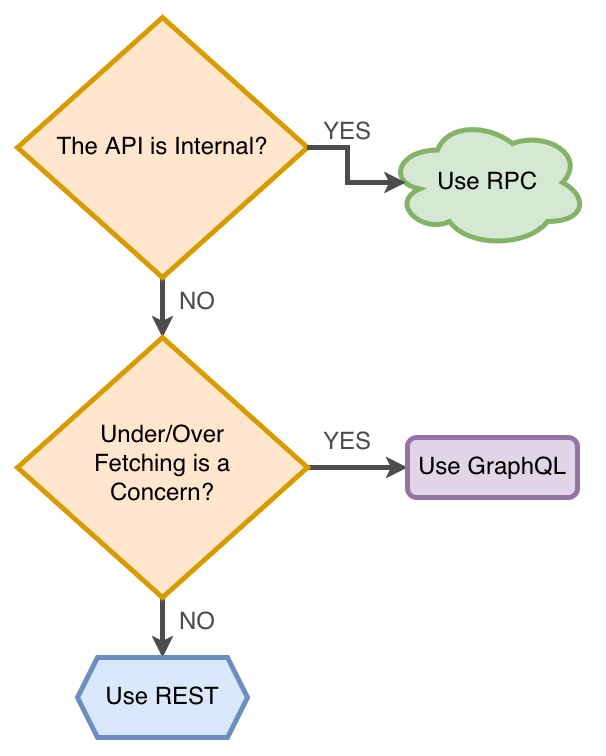 The API is Internal?
YES
Use RPC
NO
Under/Over
Fetching is a
Concern?
YES
Use GraphQL
NO
Use REST